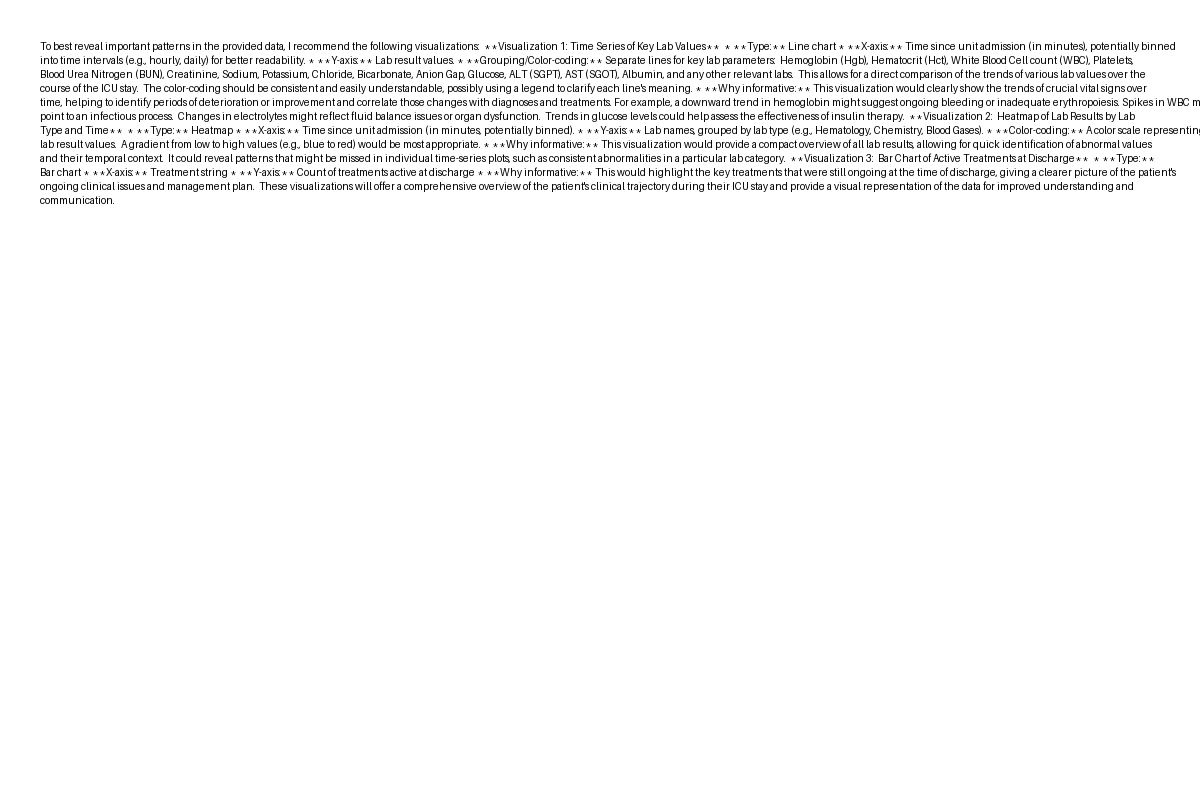 To best reveal important patterns in the provided data, I recommend the following visualizations:  **Visualization 1: Time Series of Key Lab Values**  * **Type:** Line chart * **X-axis:** Time since unit admission (in minutes), potentially binned
into time intervals (e.g., hourly, daily) for better readability. * **Y-axis:** Lab result values. * **Grouping/Color-coding:** Separate lines for key lab parameters:  Hemoglobin (Hgb), Hematocrit (Hct), White Blood Cell count (WBC), Platelets,
Blood Urea Nitrogen (BUN), Creatinine, Sodium, Potassium, Chloride, Bicarbonate, Anion Gap, Glucose, ALT (SGPT), AST (SGOT), Albumin, and any other relevant labs.  This allows for a direct comparison of the trends of various lab values over the
course of the ICU stay.  The color-coding should be consistent and easily understandable, possibly using a legend to clarify each line's meaning. * **Why informative:** This visualization would clearly show the trends of crucial vital signs over
time, helping to identify periods of deterioration or improvement and correlate those changes with diagnoses and treatments. For example, a downward trend in hemoglobin might suggest ongoing bleeding or inadequate erythropoiesis. Spikes in WBC m
point to an infectious process.  Changes in electrolytes might reflect fluid balance issues or organ dysfunction.  Trends in glucose levels could help assess the effectiveness of insulin therapy.  **Visualization 2:  Heatmap of Lab Results by Lab
Type and Time**  * **Type:** Heatmap * **X-axis:** Time since unit admission (in minutes, potentially binned). * **Y-axis:** Lab names, grouped by lab type (e.g., Hematology, Chemistry, Blood Gases). * **Color-coding:** A color scale representing
lab result values.  A gradient from low to high values (e.g., blue to red) would be most appropriate. * **Why informative:** This visualization would provide a compact overview of all lab results, allowing for quick identification of abnormal values
and their temporal context.  It could reveal patterns that might be missed in individual time-series plots, such as consistent abnormalities in a particular lab category.  **Visualization 3:  Bar Chart of Active Treatments at Discharge**  * **Type:**
Bar chart * **X-axis:** Treatment string * **Y-axis:** Count of treatments active at discharge * **Why informative:** This would highlight the key treatments that were still ongoing at the time of discharge, giving a clearer picture of the patient's
ongoing clinical issues and management plan.  These visualizations will offer a comprehensive overview of the patient's clinical trajectory during their ICU stay and provide a visual representation of the data for improved understanding and
communication.